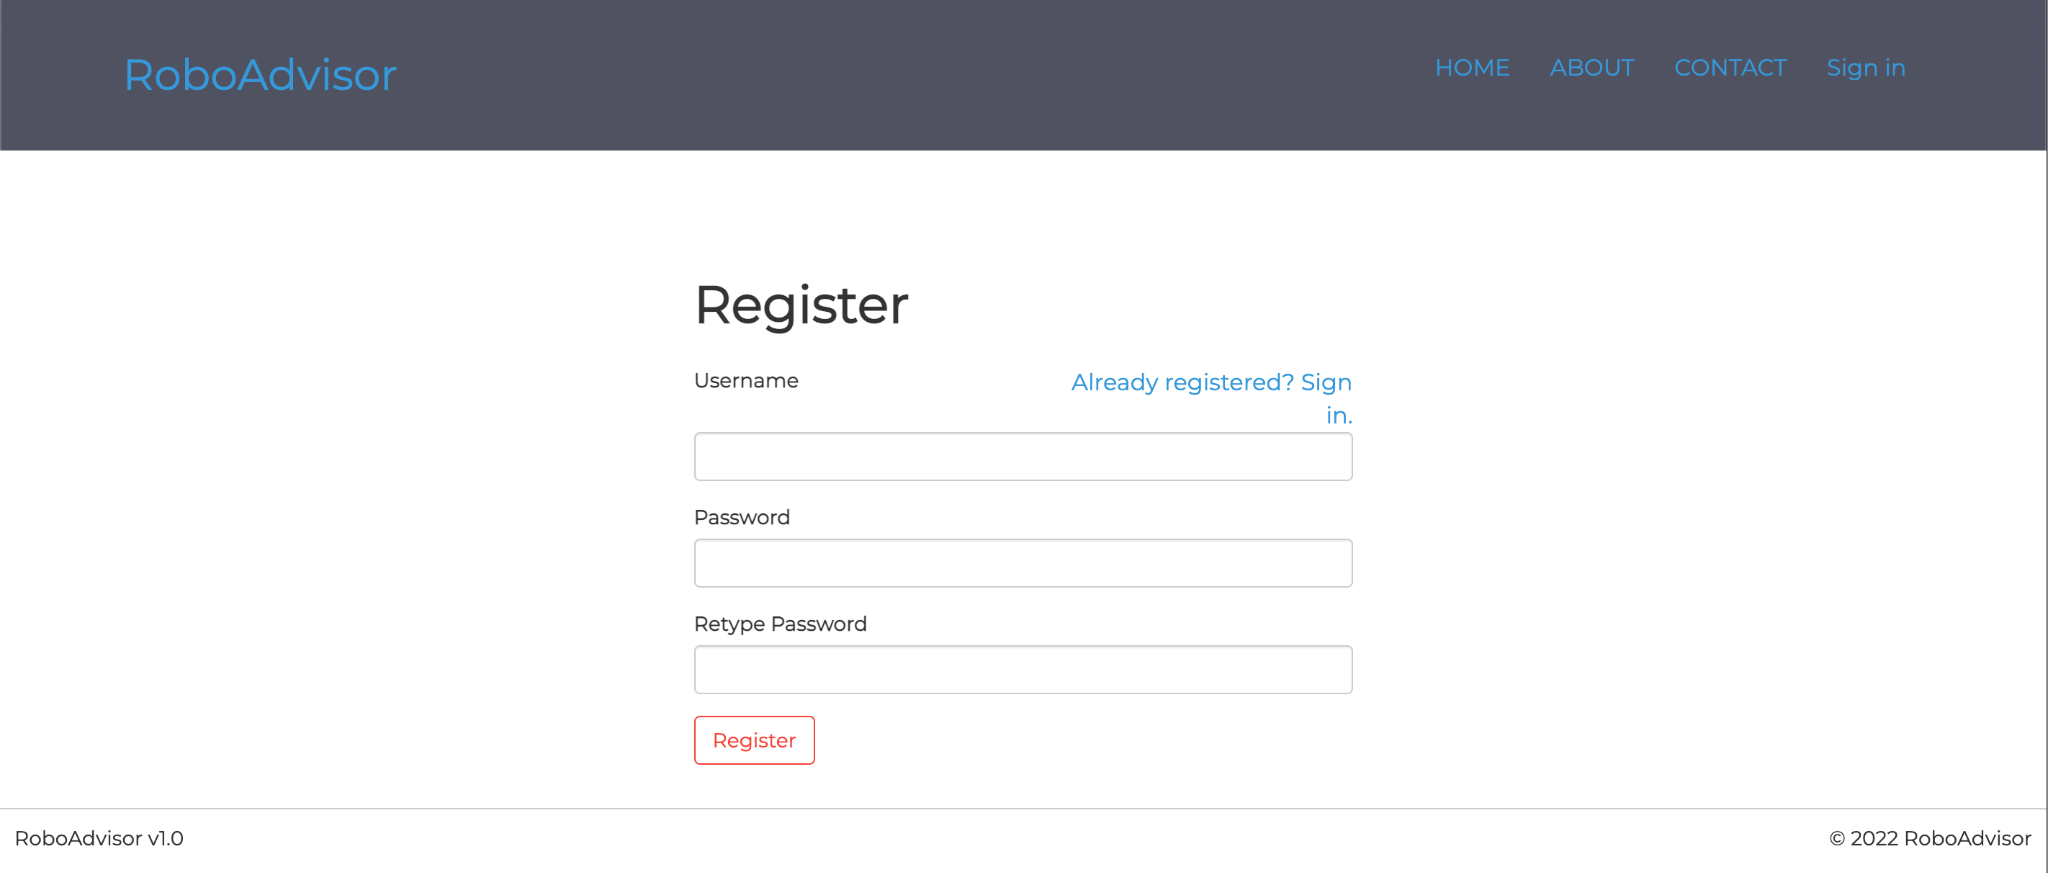 RoboAdvisor
HOME ABOUT CONTACT Sign in
Register
Username
Already registered? Sign
in.
Password
Retype Password
Register
RoboAdvisor v1.0
© 2022 RoboAdvisor